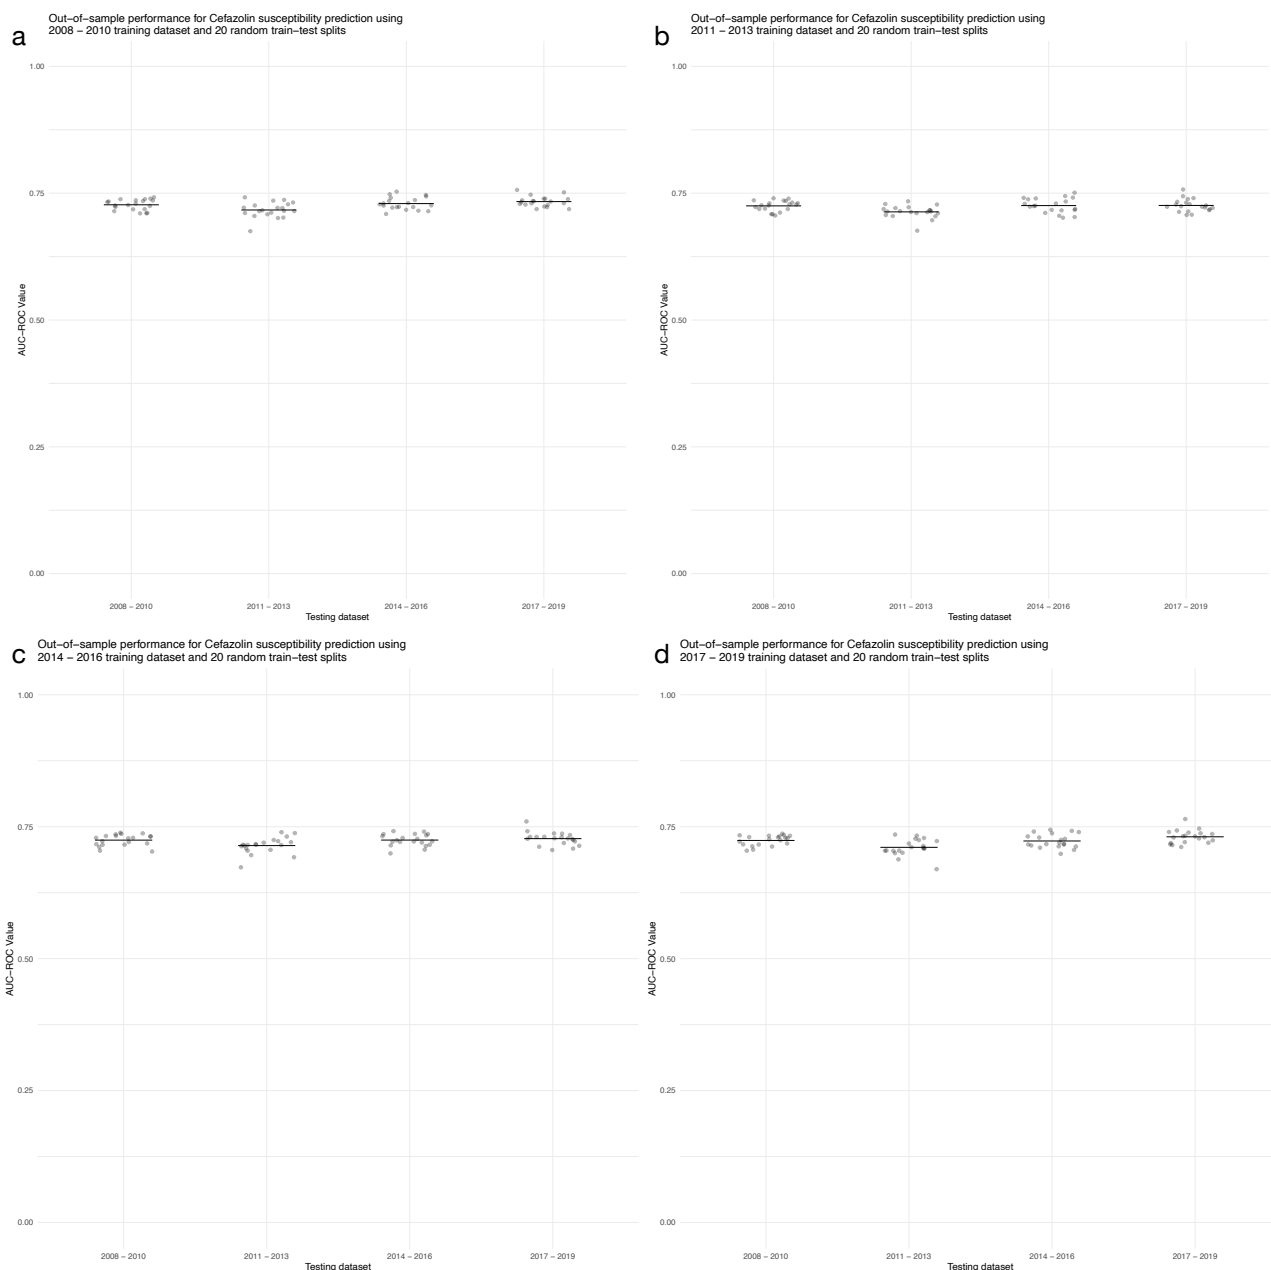 a
Out−of−sample performance for Cefazolin susceptibility prediction using
2008 − 2010 training dataset and 20 random train−test splits
1.00
0.75
0.50
0.25
0.00
AUC−ROC Value
2008 − 2010
2011 − 2013
2014 − 2016
2017 − 2019
Testing dataset
b
Out−of−sample performance for Cefazolin susceptibility prediction using
2011 − 2013 training dataset and 20 random train−test splits
1.00
0.75
0.50
0.25
0.00
AUC−ROC Value
2008 − 2010
2011 − 2013
2014 − 2016
2017 − 2019
Testing dataset
c
Out−of−sample performance for Cefazolin susceptibility prediction using
2014 − 2016 training dataset and 20 random train−test splits
1.00
0.75
0.50
0.25
0.00
AUC−ROC Value
2008 − 2010
2011 − 2013
2014 − 2016
2017 − 2019
Testing dataset
d
Out−of−sample performance for Cefazolin susceptibility prediction using
2017 − 2019 training dataset and 20 random train−test splits
1.00
0.75
0.50
0.25
0.00
AUC−ROC Value
2008 − 2010
2011 − 2013
2014 − 2016
2017 − 2019
Testing dataset